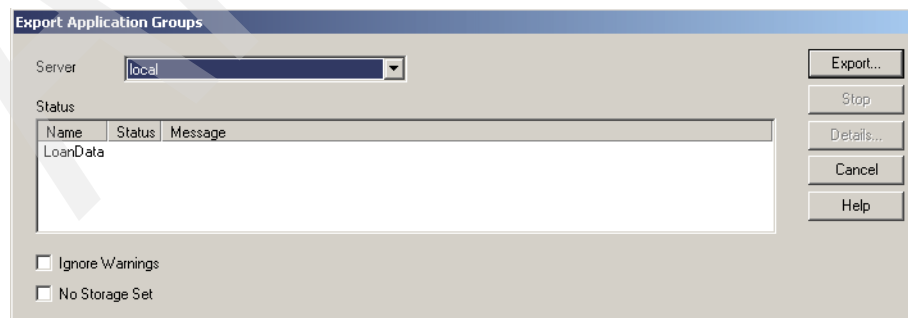 Export Application Groups
Server local Export...
Status Stop
Name Status Message Details...
LoanData
Cancel
Help
Ignore Warnings
No Storage Set